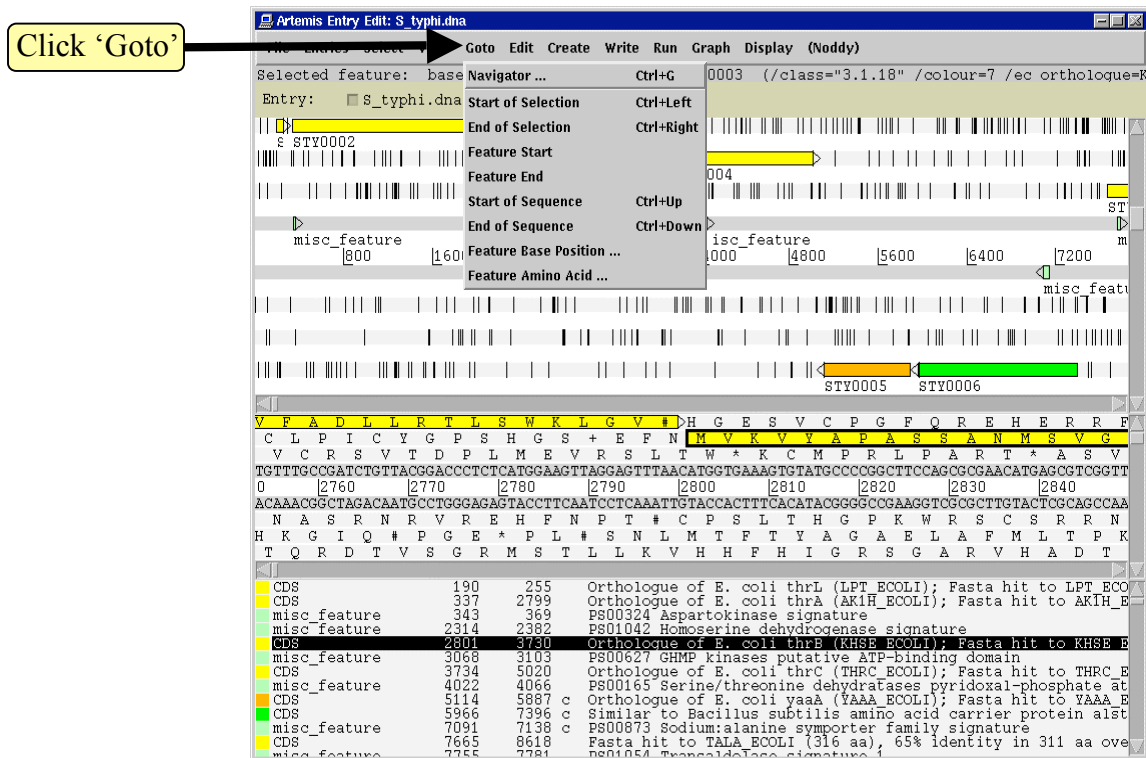 Click ‘Goto’
Artemis Entry Edit: S_typhi.dna
Goto Edit Create Write Run Graph Display (Noddy)
Selected feature: base 0003 (/class="3.1.18" /colour=7 /ec_orthologue=K
Entry: S_typhi.dna
Navigator ... Ctrl+G
Start of Selection Ctrl+Left
End of Selection Ctrl+Right
Feature Start
Feature End
Start of Sequence Ctrl+Up
End of Sequence Ctrl+Down
Feature Base Position ...
Feature Amino Acid ...
S STY0002
004
ST
misc_feature isc_feature m
800 1600 4000 4800 5600 6400 7200
misc_featu
STY0005 STY0006
V F A D L L R T L S W K L G V # H G E S V C P G F Q R E H E R R F
C L P I C Y G P S H G S + E F N M V K V Y A P A S S A N M S V G
V C R S V T D P L M E V R S L T W * K C M P R L P A R T * A S V
TGTTTGCCGATCTGTTACGGACCCTCTCATGGAAGTTAGGAGTTTAACATGGTGAAAGTGTATGCCCCGGCTTCCAGCGCGAACATGAGCGTCGGTT
0 2760 2770 2780 2790 2800 2810 2820 2830 2840
ACAAACGGCTAGACAATGCCTGGGAGAGTACCTTCAATCCTCAAATTGTACCACTTTCACATACGGGGCCGAAGGTCGCGCTTGTACTCGCAGCCAA
N A S R N R V R E H F N P T # C P S L T H G P K W R S C S R R N
H K G I Q # P G E * P L # S N L M T F T Y A G A E L A F M L T P K
T Q R D T V S G R M S T L L K V H H F H I G R S G A R V H A D T
CDS 190 255 Orthologue of E. coli thrL (LPT_ECOLI); Fasta hit to LPT_ECO
CDS 337 2799 Orthologue of E. coli thrA (AK1H_ECOLI); Fasta hit to AK1H_E
misc_feature 343 369 PS00324 Aspartokinase signature
misc_feature 2314 2382 PS01042 Homoserine dehydrogenase signature
CDS 2801 3730 Orthologue of E. coli thrB (KHSE_ECOLI); Fasta hit to KHSE_E
misc_feature 3068 3103 PS00627 GHMP kinases putative ATP-binding domain
CDS 3734 5020 Orthologue of E. coli thrC (THRC_ECOLI); Fasta hit to THRC_E
misc_feature 4022 4066 PS00165 Serine/threonine dehydratases pyridoxal-phosphate at
CDS 5114 5887 c Orthologue of E. coli yaaA (YAAA_ECOLI); Fasta hit to YAAA_E
CDS 5966 7396 c Similar to Bacillus subtilis amino acid carrier protein alst
misc_feature 7091 7138 c PS00873 Sodium:alanine symporter family signature
CDS 7665 8618 Fasta hit to TALA_ECOLI (316 aa), 65% identity in 311 aa ove
misc_feature 7755 7781 PS01054 Transaldolase signature 1